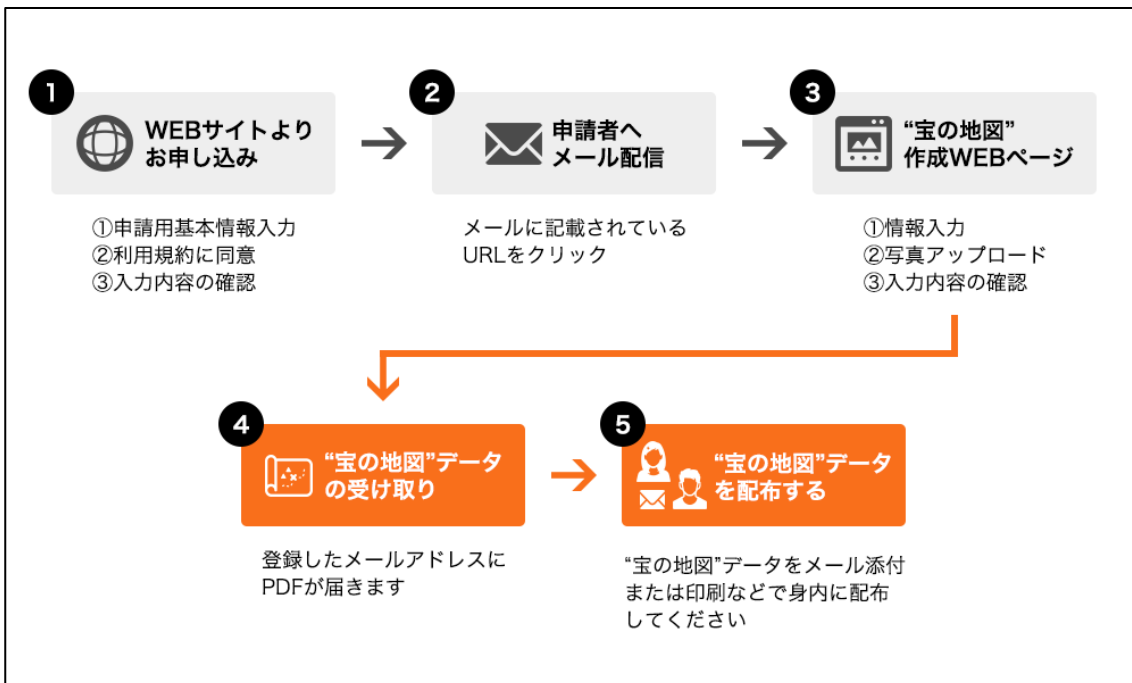 1
WEBサイトより
お申し込み
①申請用基本情報入力
②利用規約に同意
③入力内容の確認
2
申請者へ
メール配信
メールに記載されている
URLをクリック
3
“宝の地図”
作成WEBページ
①情報入力
②写真アップロード
③入力内容の確認
4
“宝の地図”データ
の受け取り
登録したメールアドレスに
PDFが届きます
5
“宝の地図”データ
を配布する
“宝の地図”データをメール添付
または印刷などで身内に配布
してください